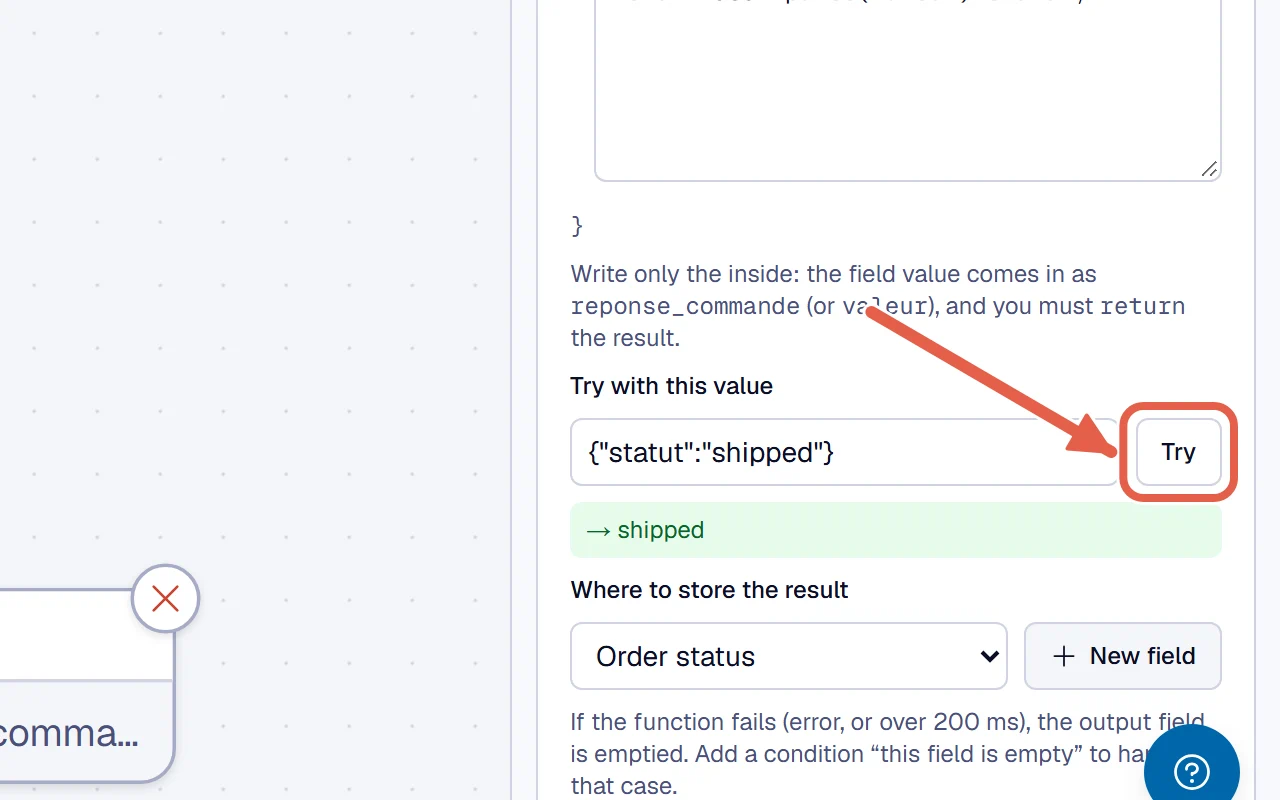 }
Write only the inside: the field value comes in as
reponse_commande (or valeur), and you must return
the result.
Try with this value
{"statut":"shipped"}
Try
→ shipped
Where to store the result
Order status
+ New field
If the function fails (error, or over 200 ms), the output field
is emptied. Add a condition “this field is empty” to
that case.
comma...